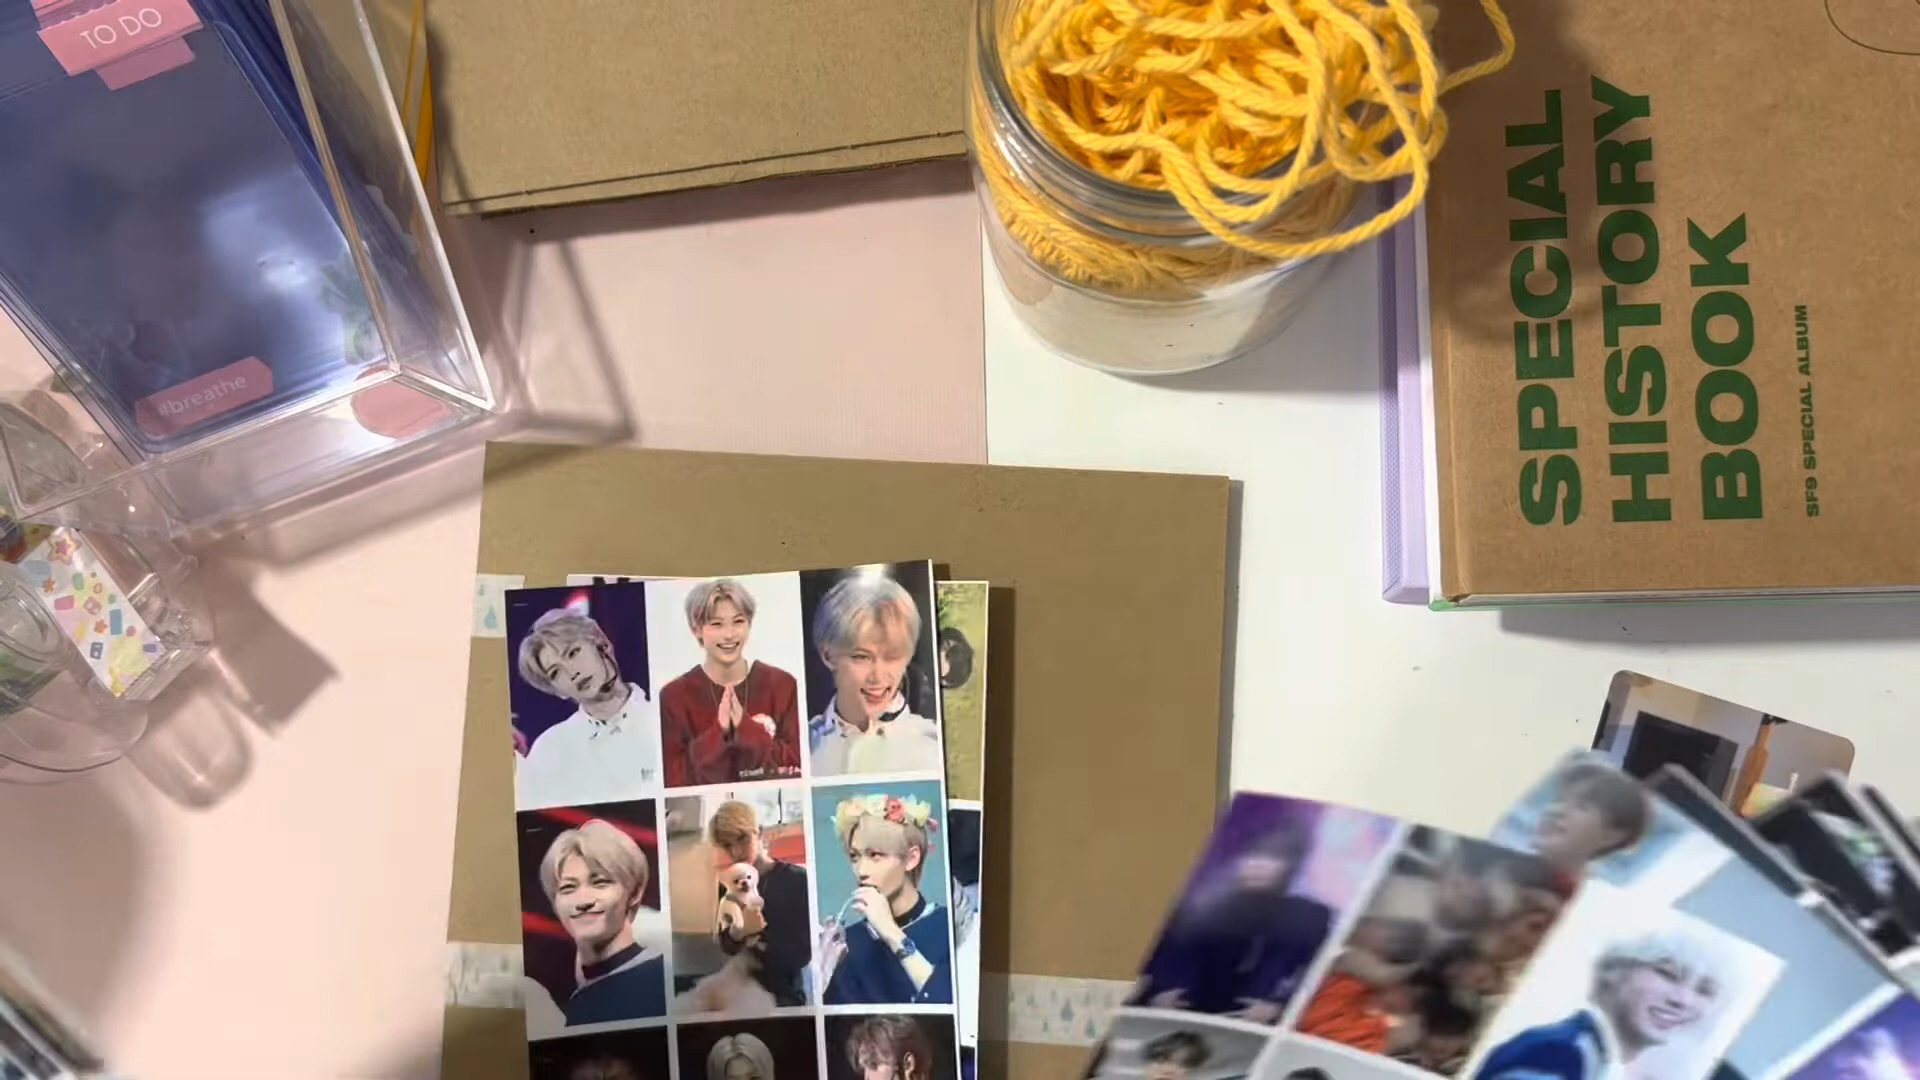 TO DO
#breathe
SPECIAL
HISTORY
BOOK
SF9 SPECIAL ALBUM